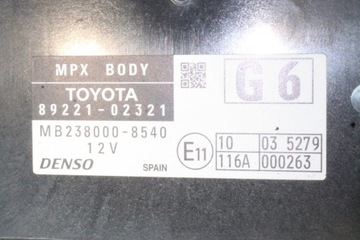 MPX BODY
TOYOTA
89221-02321
G6
MB238000-8540
12V
DENSO
SPAIN
E11
10 03 5279
116A 000263